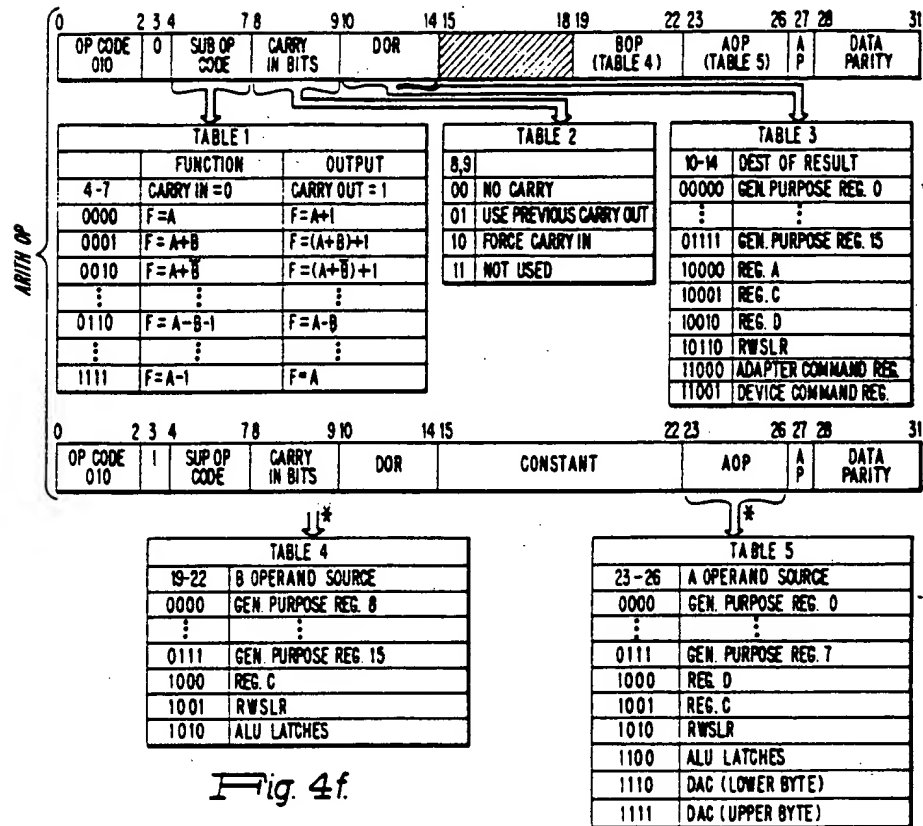 0 2 3 4 7 8 9 10 14 15 18 19 22 23 26 27 28 31
OP CODE 010 0 SUB OP CODE CARRY IN BITS DOR BOP (TABLE 4) AOP (TABLE 5) A P DATA PARITY
ARITH OP
TABLE 1
FUNCTION OUTPUT
4-7 CARRY IN = 0 CARRY OUT = 1
0000 F=A F=A+1
0001 F=A+B F=(A+B)+1
0010 F=A+B̅ F=(A+B̅)+1
0110 F=A-B-1 F=A-B
1111 F=A-1 F=A
TABLE 2
8,9
00 NO CARRY
01 USE PREVIOUS CARRY OUT
10 FORCE CARRY IN
11 NOT USED
TABLE 3
10-14 DEST OF RESULT
00000 GEN. PURPOSE REG. 0
01111 GEN. PURPOSE REG. 15
10000 REG. A
10001 REG. C
10010 REG. D
10110 RWSLR
11000 ADAPTER COMMAND REG.
11001 DEVICE COMMAND REG.
0 2 3 4 7 8 9 10 14 15 22 23 26 27 28 31
OP CODE 010 1 SUP OP CODE CARRY IN BITS DOR CONSTANT AOP A P DATA PARITY
* *
TABLE 4
19-22 B OPERAND SOURCE
0000 GEN. PURPOSE REG. 8
0111 GEN. PURPOSE REG. 15
1000 REG. C
1001 RWSLR
1010 ALU LATCHES
TABLE 5
23-26 A OPERAND SOURCE
0000 GEN. PURPOSE REG. 0
0111 GEN. PURPOSE REG. 7
1000 REG. D
1001 REG. C
1010 RWSLR
1100 ALU LATCHES
1110 DAC (LOWER BYTE)
1111 DAC (UPPER BYTE)
Fig. 4f.